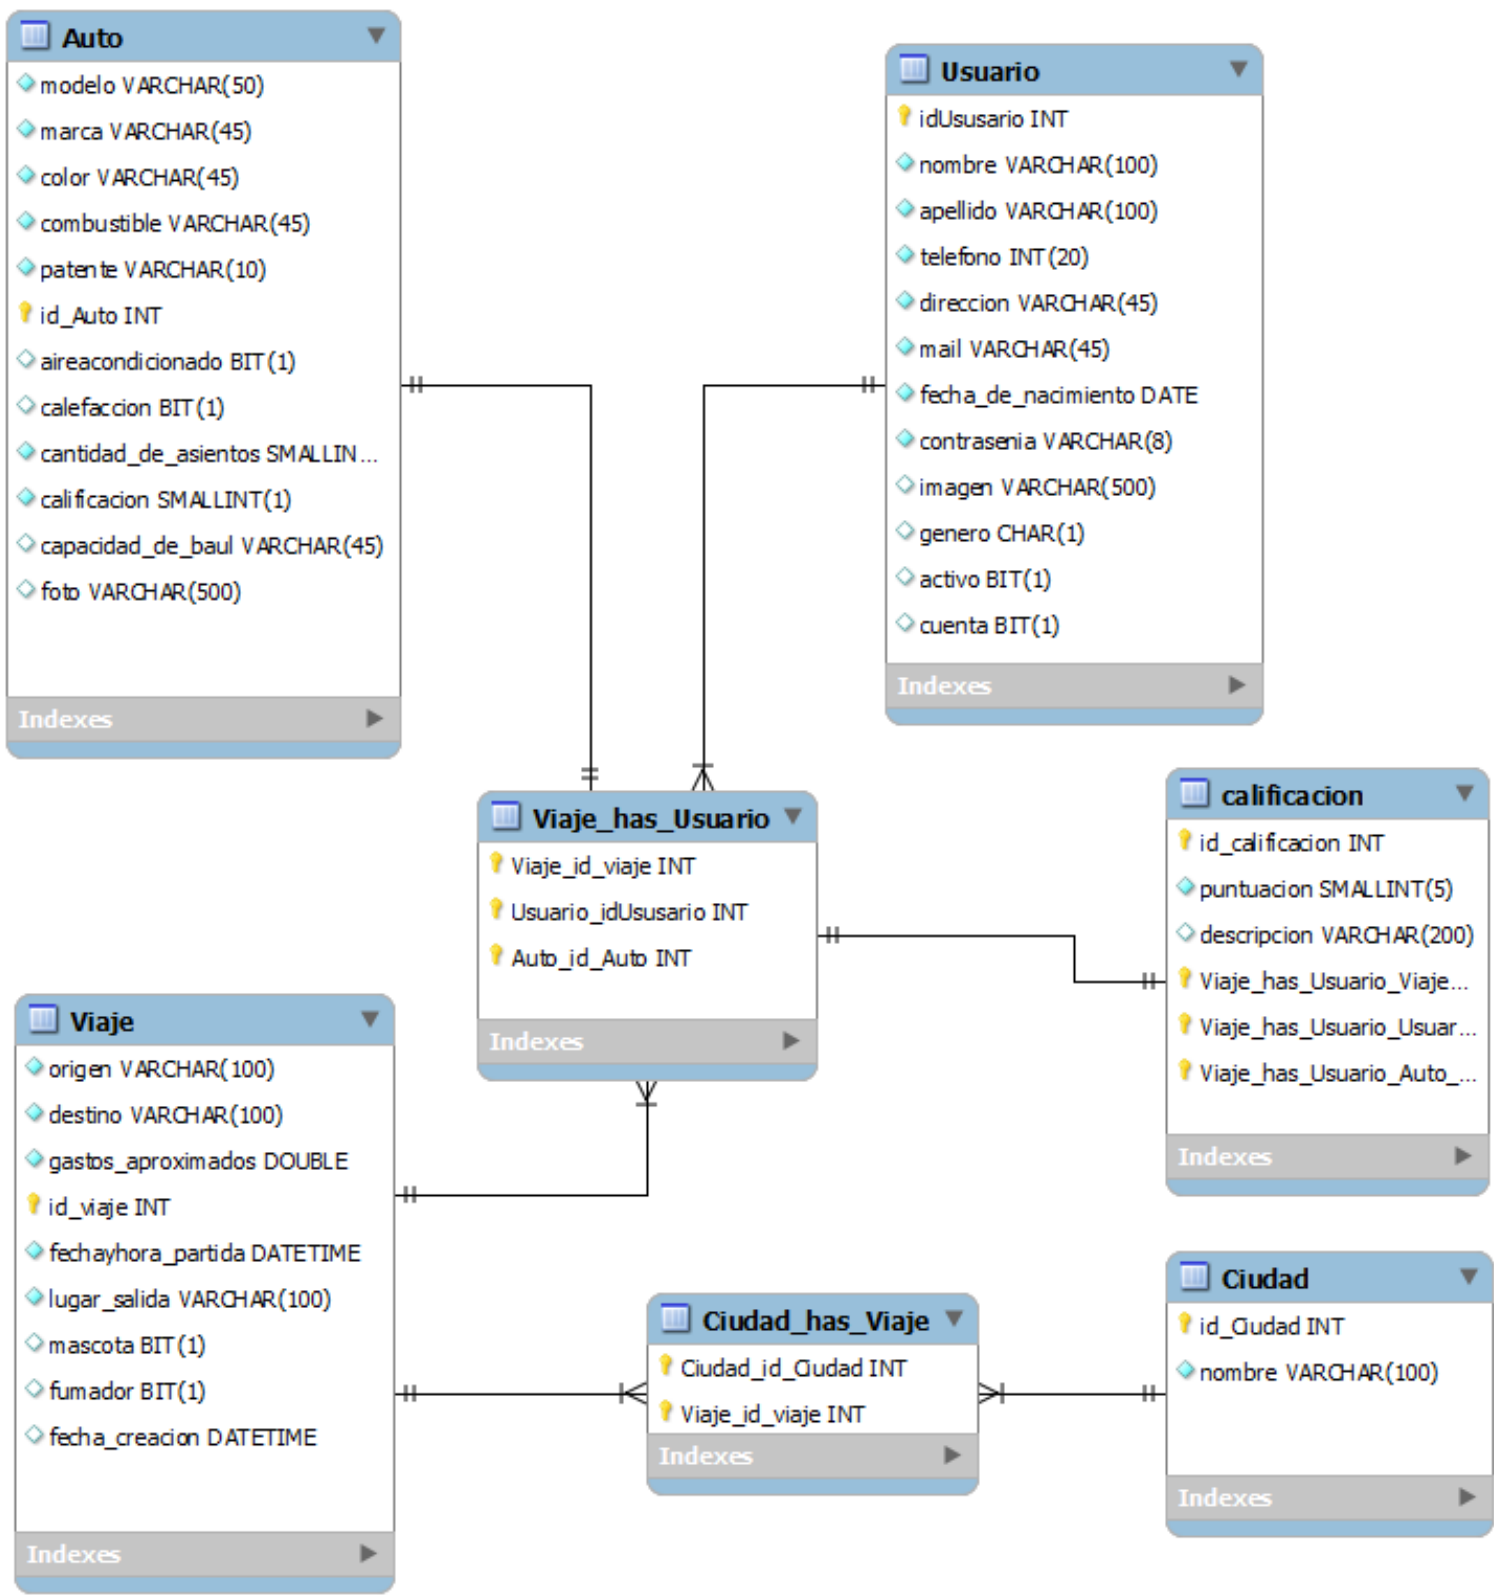 Auto
modelo VARCHAR(50)
marca VARCHAR(45)
color VARCHAR(45)
combustible VARCHAR(45)
patente VARCHAR(10)
id_Auto INT
aireacondicionado BIT(1)
calefaccion BIT(1)
cantidad_de_asientos SMALLIN...
calificacion SMALLINT(1)
capacidad_de_baul VARCHAR(45)
foto VARCHAR(500)
Indexes
Usuario
idUsusario INT
nombre VARCHAR(100)
apellido VARCHAR(100)
telefono INT(20)
direccion VARCHAR(45)
mail VARCHAR(45)
fecha_de_nacimiento DATE
contrasenia VARCHAR(8)
imagen VARCHAR(500)
genero CHAR(1)
activo BIT(1)
cuenta BIT(1)
Indexes
Viaje_has_Usuario
Viaje_id_viaje INT
Usuario_idUsusario INT
Auto_id_Auto INT
Indexes
calificacion
id_calificacion INT
puntuacion SMALLINT(5)
descripcion VARCHAR(200)
Viaje_has_Usuario_Viaje...
Viaje_has_Usuario_Usuar...
Viaje_has_Usuario_Auto_...
Indexes
Viaje
origen VARCHAR(100)
destino VARCHAR(100)
gastos_aproximados DOUBLE
id_viaje INT
fechayhora_partida DATETIME
lugar_salida VARCHAR(100)
mascota BIT(1)
fumador BIT(1)
fecha_creacion DATETIME
Indexes
Ciudad_has_Viaje
Ciudad_id_Ciudad INT
Viaje_id_viaje INT
Indexes
Ciudad
id_Ciudad INT
nombre VARCHAR(100)
Indexes